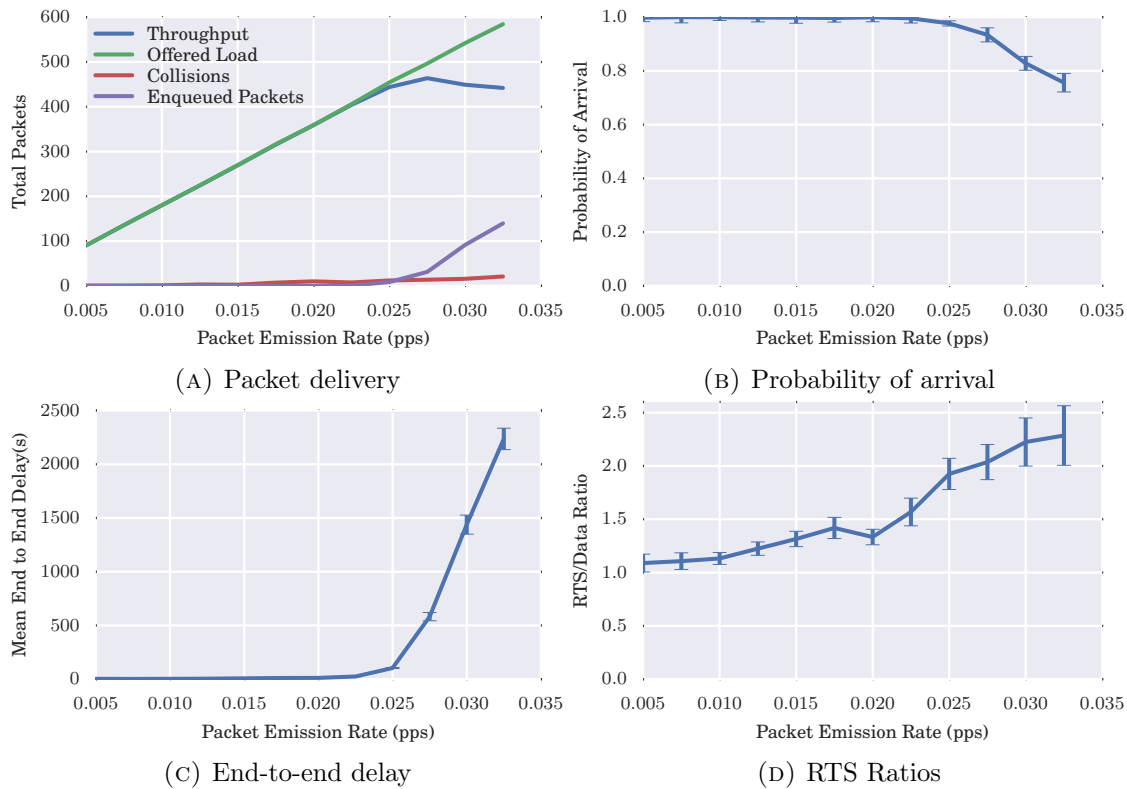 600
500
400
300
200
100
0
Total Packets
Throughput
Offered Load
Collisions
Enqueued Packets
0.005 0.010 0.015 0.020 0.025 0.030 0.035
Packet Emission Rate (pps)
(A) Packet delivery
1.0
0.8
0.6
0.4
0.2
0.0
Probability of Arrival
0.005 0.010 0.015 0.020 0.025 0.030 0.035
Packet Emission Rate (pps)
(B) Probability of arrival
2500
2000
1500
1000
500
0
Mean End to End Delay(s)
0.005 0.010 0.015 0.020 0.025 0.030 0.035
Packet Emission Rate (pps)
(C) End-to-end delay
2.5
2.0
1.5
1.0
0.5
0.0
RTS/Data Ratio
0.005 0.010 0.015 0.020 0.025 0.030 0.035
Packet Emission Rate (pps)
(D) RTS Ratios